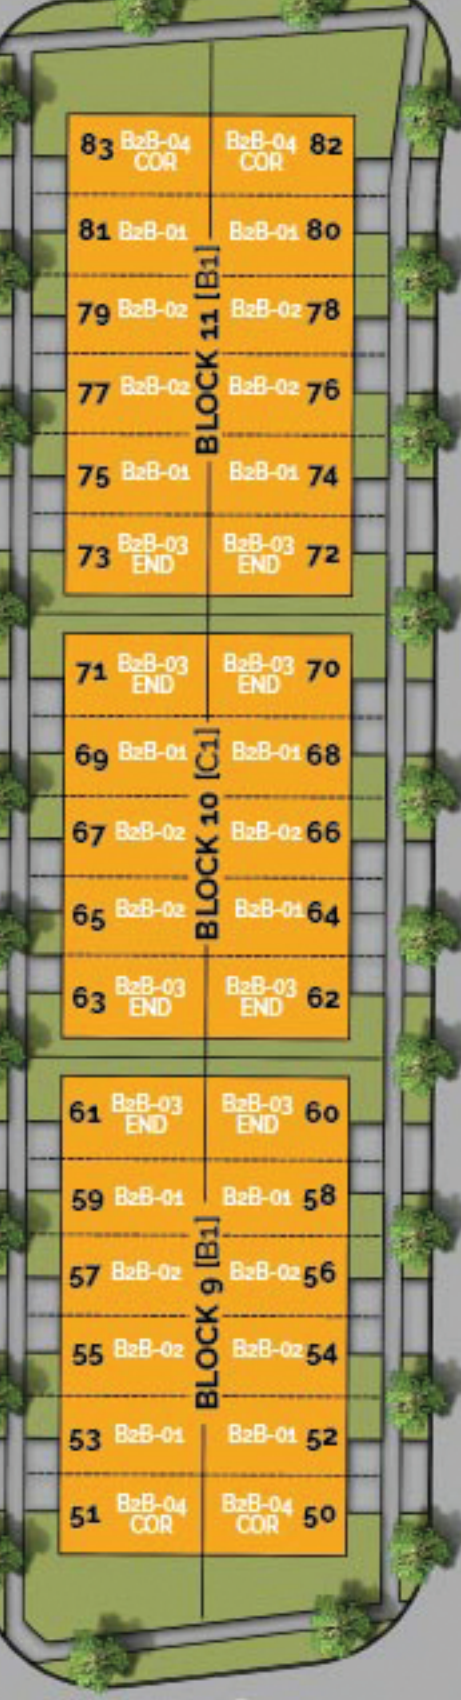 83 B2B-04 COR B2B-04 COR 82
81 B2B-01 B2B-01 80
79 B2B-02 B2B-02 78
77 B2B-02 B2B-02 76
75 B2B-01 B2B-01 74
73 B2B-03 END B2B-03 END 72
BLOCK 11 [B1]
71 B2B-03 END B2B-03 END 70
69 B2B-01 B2B-01 68
67 B2B-02 B2B-02 66
65 B2B-02 B2B-01 64
63 B2B-03 END B2B-03 END 62
BLOCK 10 [C1]
61 B2B-03 END B2B-03 END 60
59 B2B-01 B2B-01 58
57 B2B-02 B2B-02 56
55 B2B-02 B2B-02 54
53 B2B-01 B2B-01 52
51 B2B-04 COR B2B-04 COR 50
BLOCK 9 [B1]